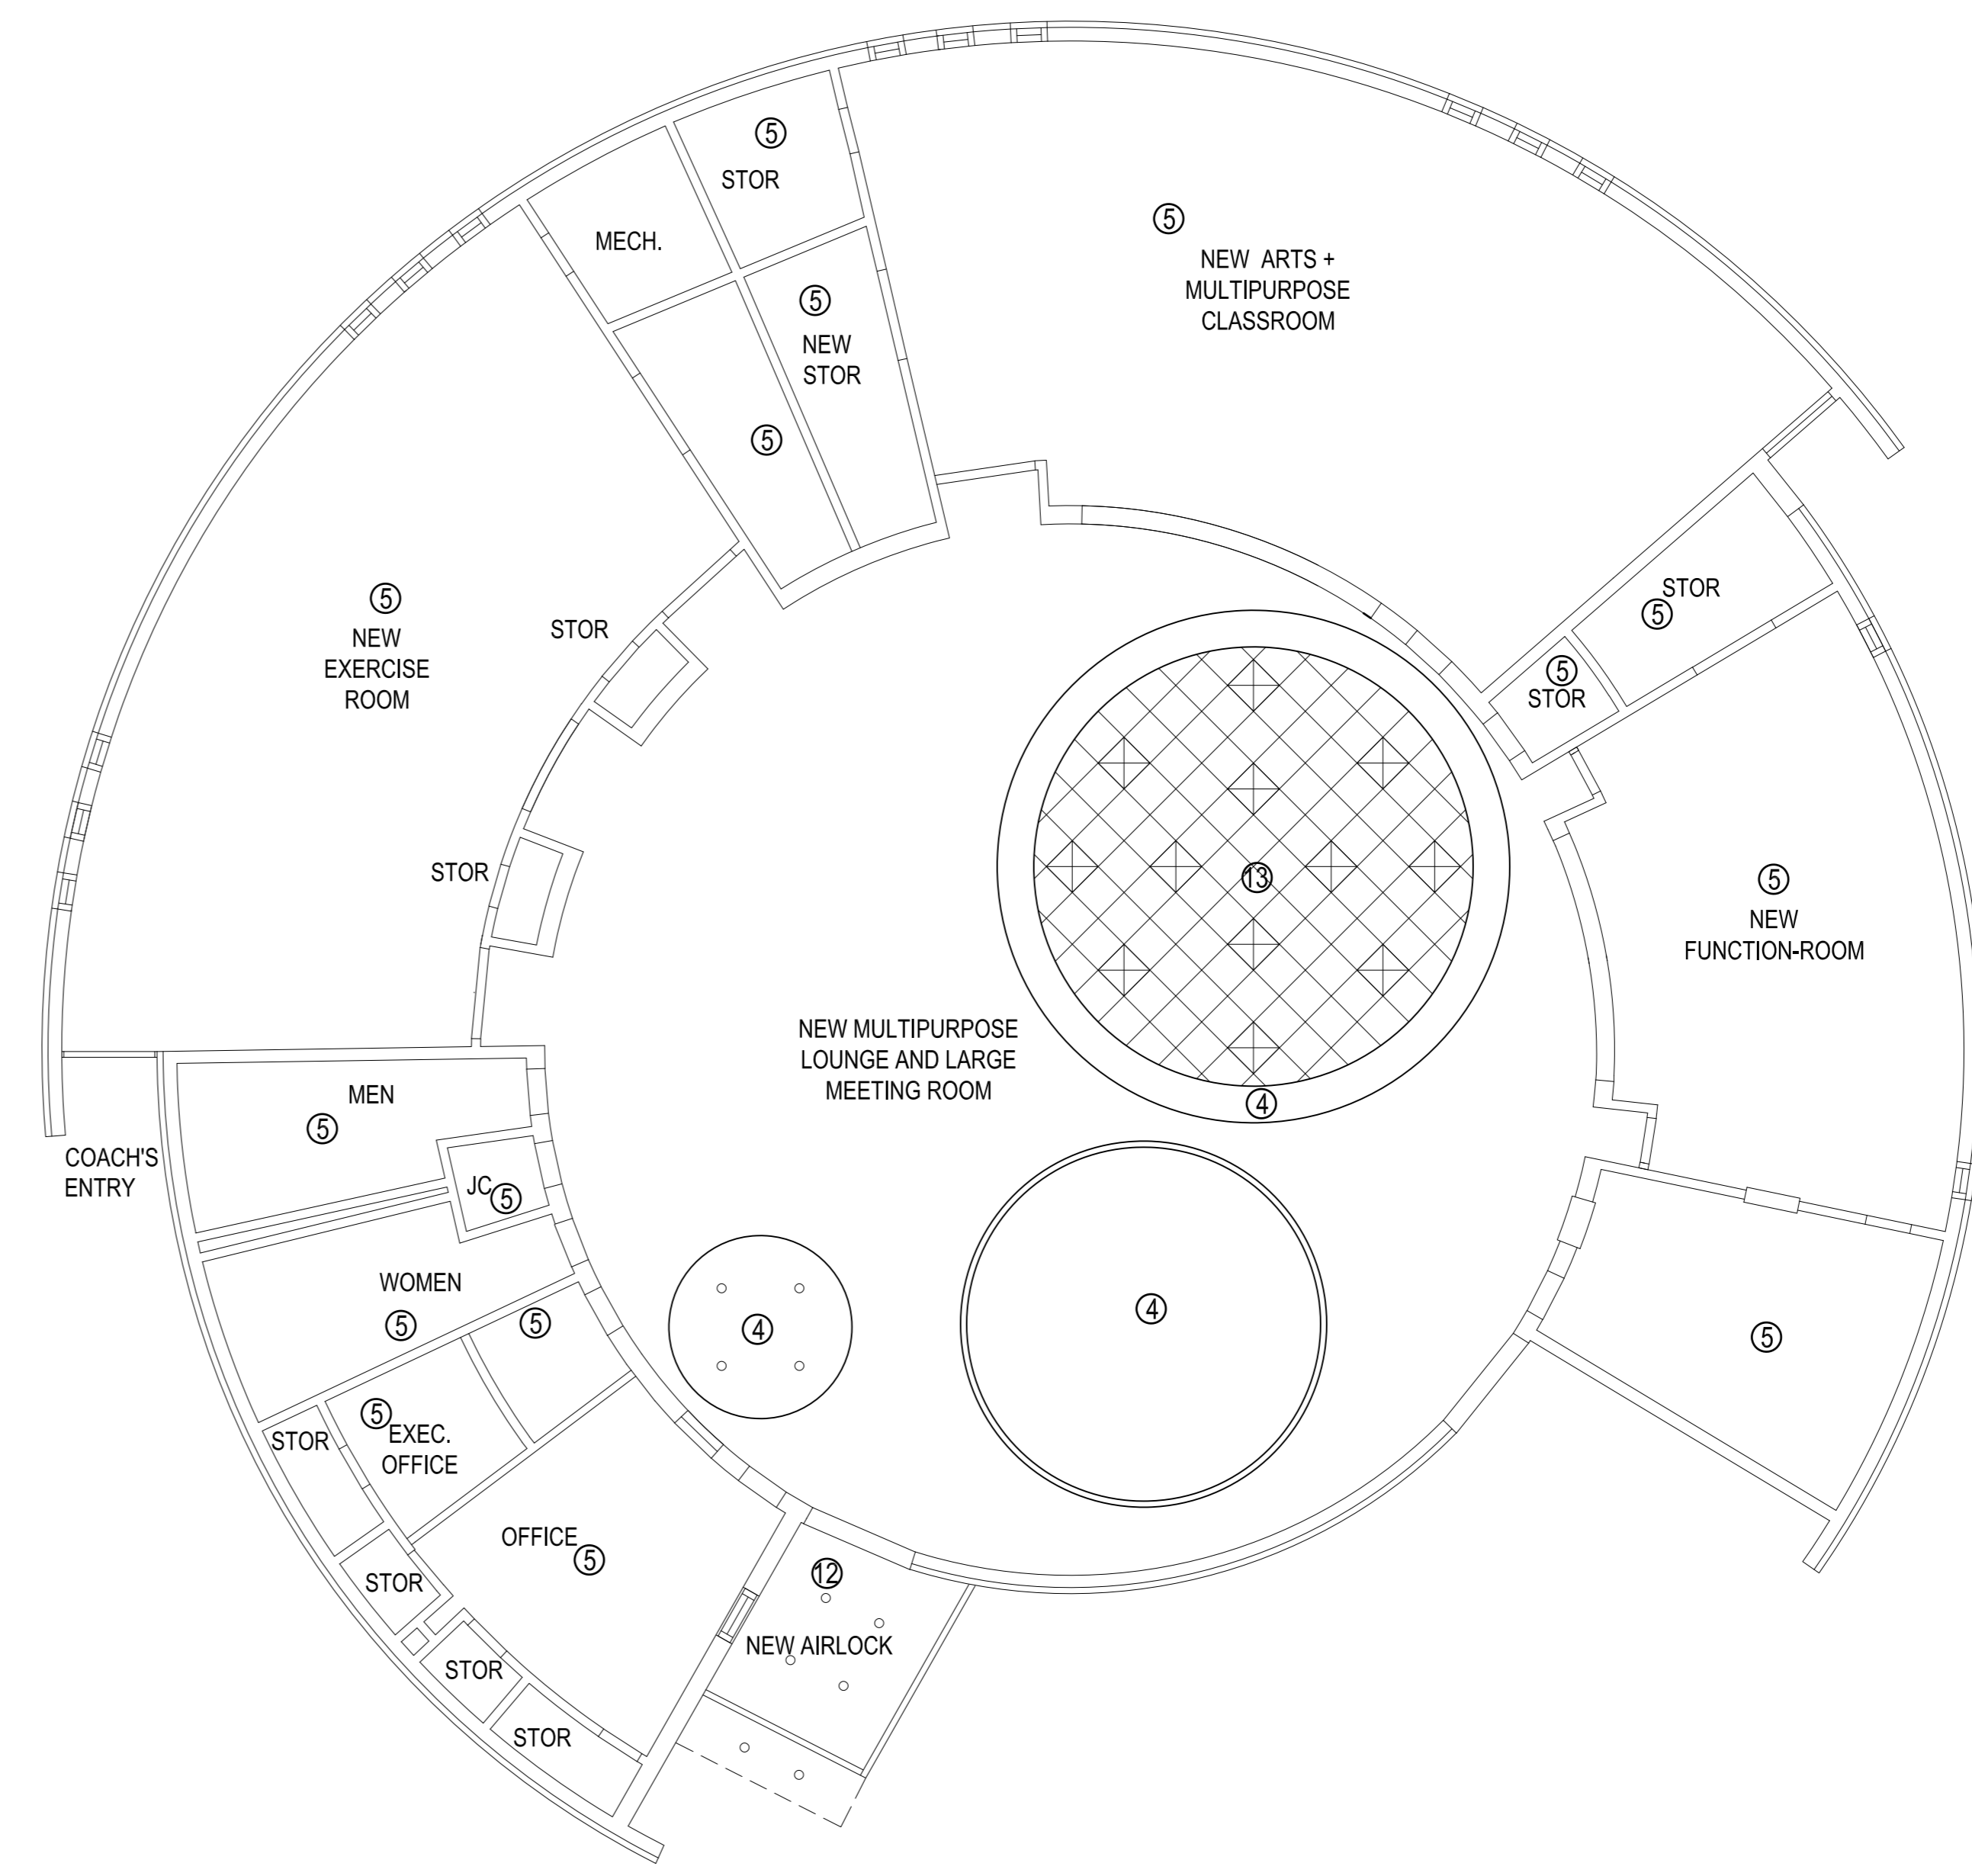 5
STOR
MECH.
5
NEW ARTS +
MULTIPURPOSE
CLASSROOM
5
NEW
STOR
5
5
NEW
EXERCISE
ROOM
STOR
STOR
STOR
5
5
STOR
13
5
NEW
FUNCTION-ROOM
NEW MULTIPURPOSE
LOUNGE AND LARGE
MEETING ROOM
4
MEN
5
COACH'S
ENTRY
JC
5
WOMEN
5
5
4
4
5
5
EXEC.
OFFICE
STOR
OFFICE
5
STOR
12
NEW AIRLOCK
STOR
STOR